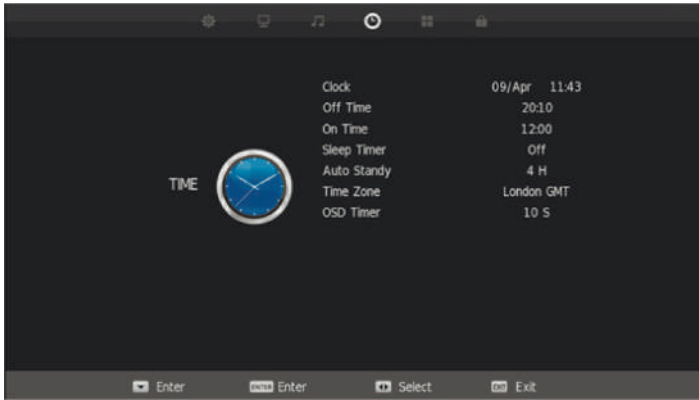 Clock 09/Apr 11:43
Off Time 20:10
On Time 12:00
Sleep Timer Off
Auto Standy 4 H
TIME
Time Zone London GMT
OSD Timer 10 S
Enter ENTER Enter Select EXIT Exit